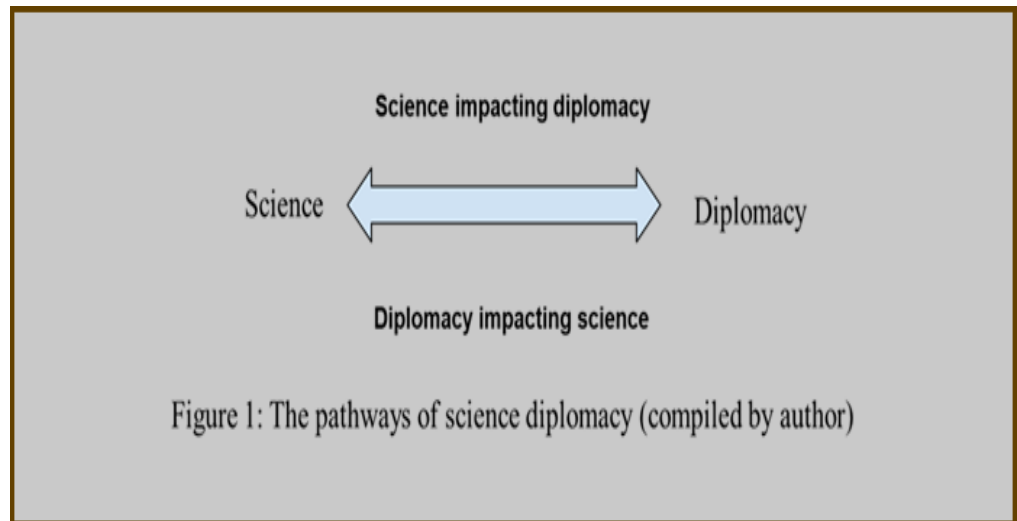 Science impacting diplomacy
Science
Diplomacy
Diplomacy impacting science
Figure 1: The pathways of science diplomacy (compiled by author)